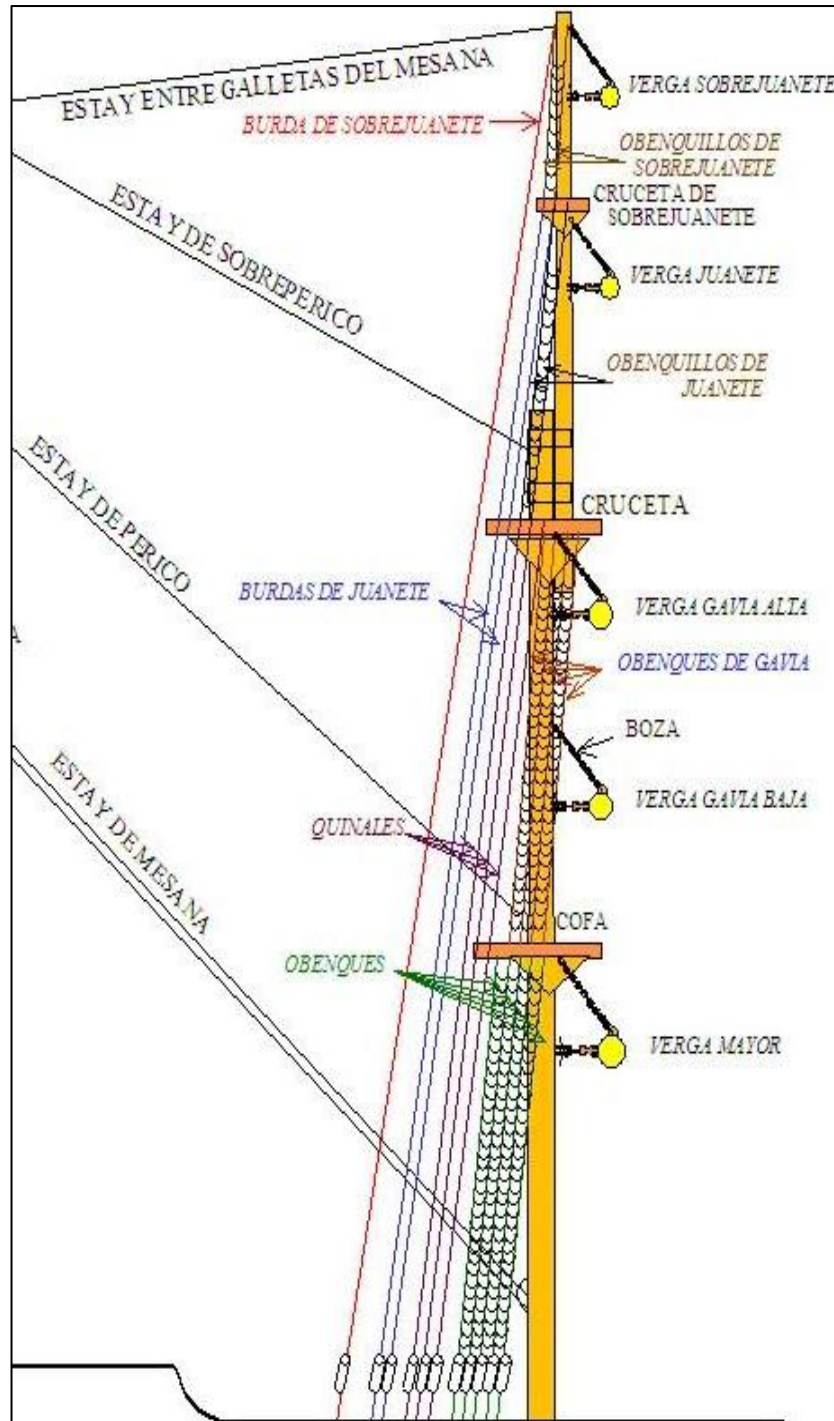 ESTAY ENTRE GALLETAS DEL MESANA
VERGA SOBREJUANETE
BURDA DE SOBREJUANETE
OBENQUILLOS DE
SOBREJUANETE
CRUCETA DE
SOBREJUANETE
ESTAY DE SOBREPERICO
VERGA JUANETE
OBENQUILLOS DE
JUANETE
ESTAY DE PERICO
CRUCETA
BURDAS DE JUANETE
VERGA GAVIA ALTA
A
OBENQUES DE GAVIA
BOZA
ESTAY DE MESANA
VERGA GAVIA BAJA
QUINALES
COFA
OBENQUES
VERGA MAYOR